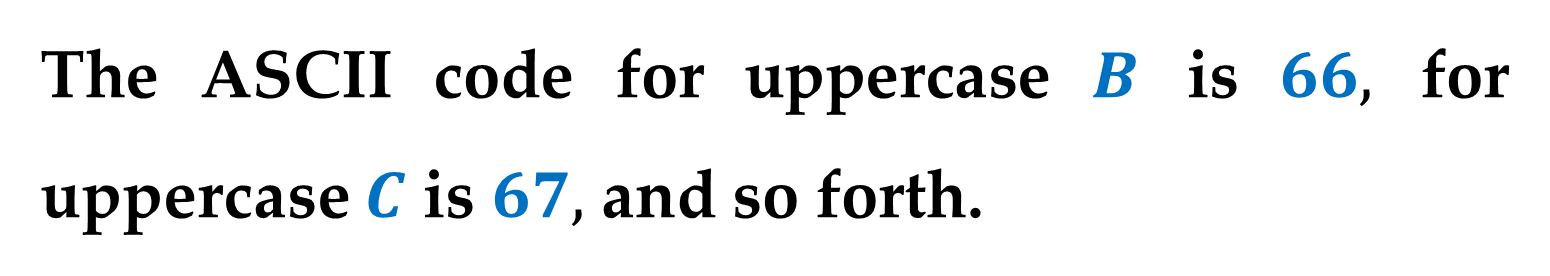 The ASCII code for uppercase B is 66, for
uppercase C is 67, and so forth.